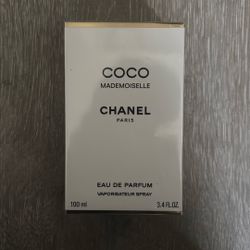 COCO
MADEMOISELLE
CHANEL
PARIS
EAU DE PARFUM
VAPORISATEUR SPRAY
100 ml 3.4 FL.OZ.